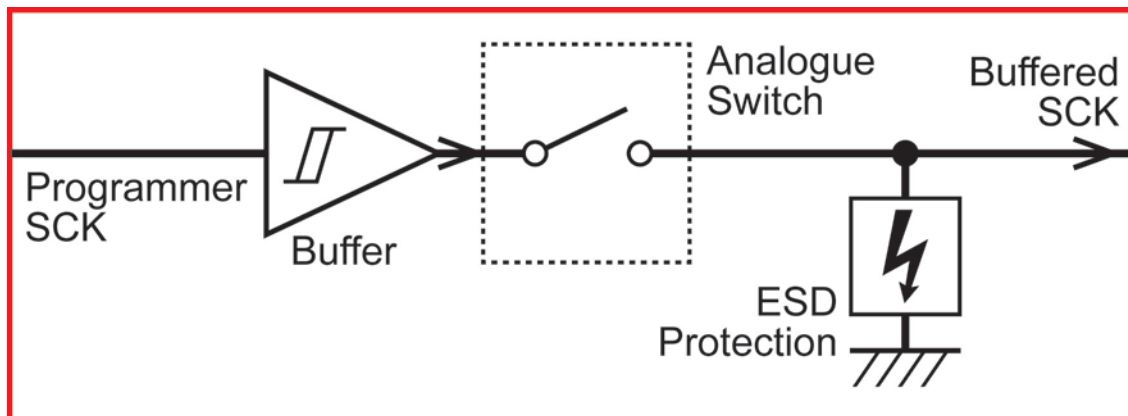 Programmer
SCK
Buffer
Analogue
Switch
Buffered
SCK
ESD
Protection